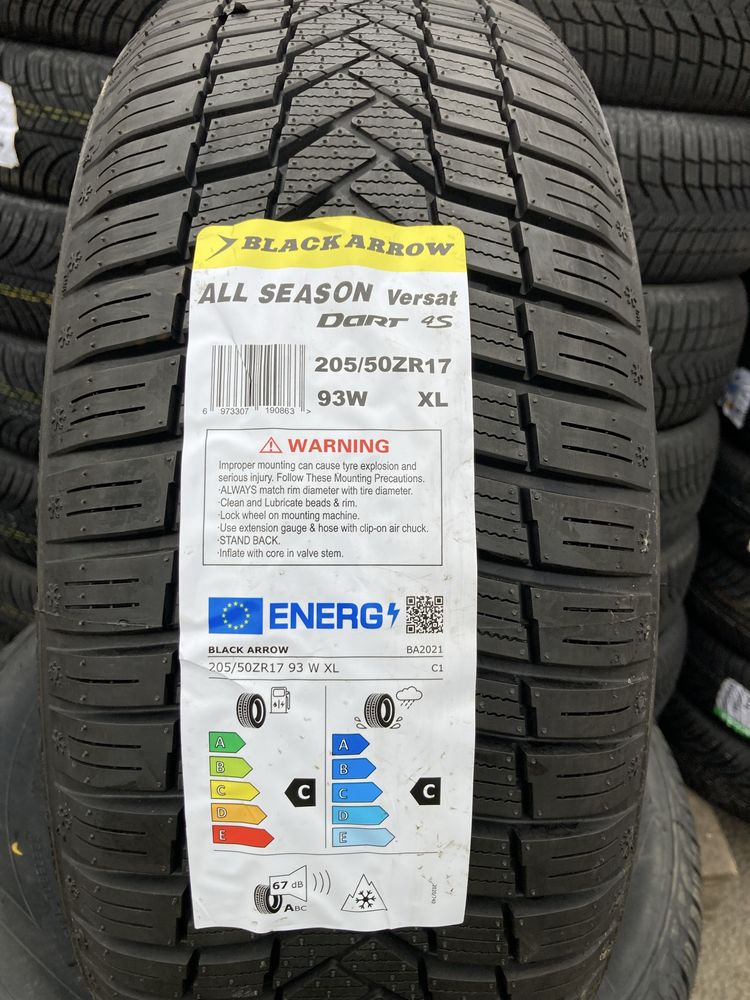 BLACK ARROW
ALL SEASON Versat
DART 4S
205/50ZR17
93W XL
6 973307 190863 >
WARNING
Improper mounting can cause tyre explosion and
serious injury. Follow These Mounting Precautions.
·ALWAYS match rim diameter with tire diameter.
·Clean and Lubricate beads & rim.
·Lock wheel on mounting machine.
·Use extension gauge & hose with clip-on air chuck.
·STAND BACK.
·Inflate with core in valve stem.
ENERG
BLACK ARROW BA2021
205/50ZR17 93 W XL C1
A A
B B
C C C C
D D
E E
67 dB
ABC
2020/740